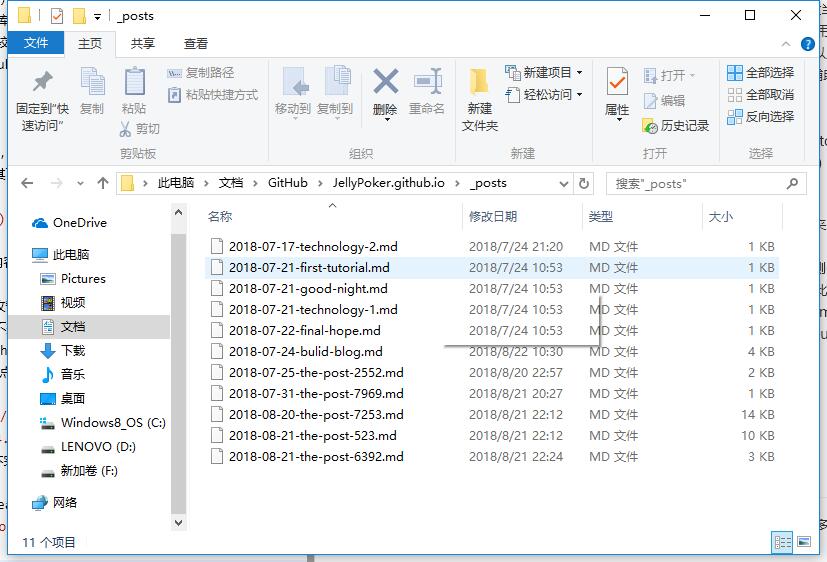 _posts
文件 主页 共享 查看
固定到"快速访问"
复制
粘贴
复制路径
粘贴快捷方式
剪切
剪贴板
移动到 复制到 删除 重命名
组织
新建文件夹
新建项目
轻松访问
新建
属性
打开
编辑
历史记录
打开
全部选择
全部取消
反向选择
选择
此电脑 > 文档 > GitHub > JellyPoker.github.io > _posts
搜索"_posts"
OneDrive
此电脑
Pictures
视频
文档
下载
音乐
桌面
Windows8_OS (C:)
LENOVO (D:)
新加卷 (F:)
网络
名称 修改日期 类型 大小
2018-07-17-technology-2.md 2018/7/24 21:20 MD 文件 1 KB
2018-07-21-first-tutorial.md 2018/7/24 10:53 MD 文件 1 KB
2018-07-21-good-night.md 2018/7/24 10:53 MD 文件 1 KB
2018-07-21-technology-1.md 2018/7/24 10:53 MD 文件 1 KB
2018-07-22-final-hope.md 2018/7/24 10:53 MD 文件 1 KB
2018-07-24-bulid-blog.md 2018/8/22 10:30 MD 文件 4 KB
2018-07-25-the-post-2552.md 2018/8/20 22:57 MD 文件 2 KB
2018-07-31-the-post-7969.md 2018/8/21 20:27 MD 文件 1 KB
2018-08-20-the-post-7253.md 2018/8/21 22:12 MD 文件 14 KB
2018-08-21-the-post-523.md 2018/8/21 22:12 MD 文件 10 KB
2018-08-21-the-post-6392.md 2018/8/21 22:24 MD 文件 3 KB
11 个项目